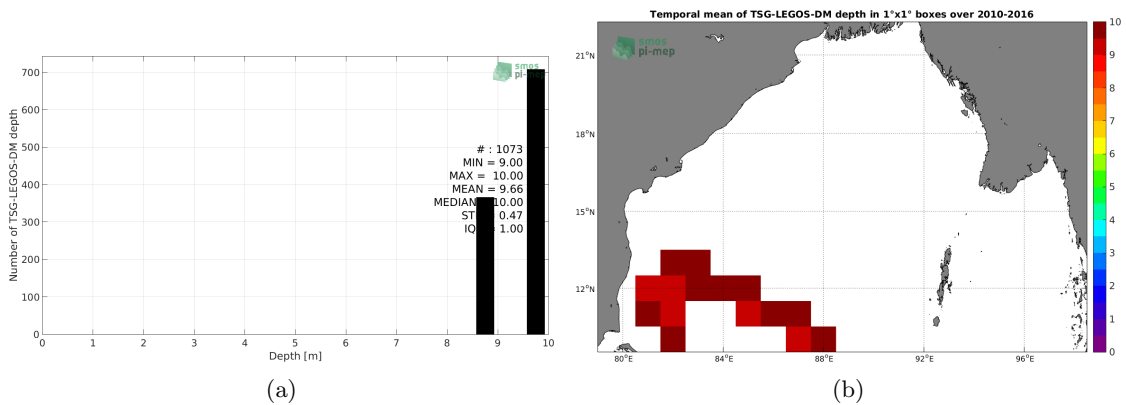 Temporal mean of TSG-LEGOS-DM depth in 1°x1° boxes over 2010-2016
smos
pi-mep
Number of TSG-LEGOS-DM depth
700
600
500
400
300
200
100
0
# : 1073
MIN = 9.00
MAX = 10.00
MEAN = 9.66
MEDIAN = 10.00
0.47
1.00
0 1 2 3 4 5 6 7 8 9 10
Depth [m]
(a)
smos
pi-mep
21°N
18°N
15°N
12°N
80°E 84°E 88°E 92°E 96°E
10
9
8
7
6
5
4
3
2
1
0
(b)